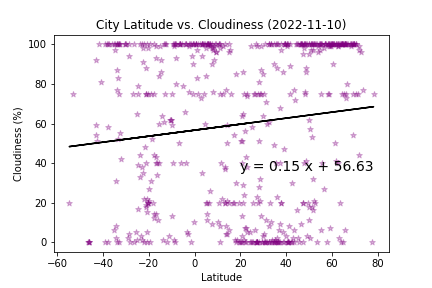 City Latitude vs. Cloudiness (2022-11-10)
100
80
60
40
20
0
Cloudiness (%)
y = 0.15 x + 56.63
−60 −40 −20 0 20 40 60 80
Latitude